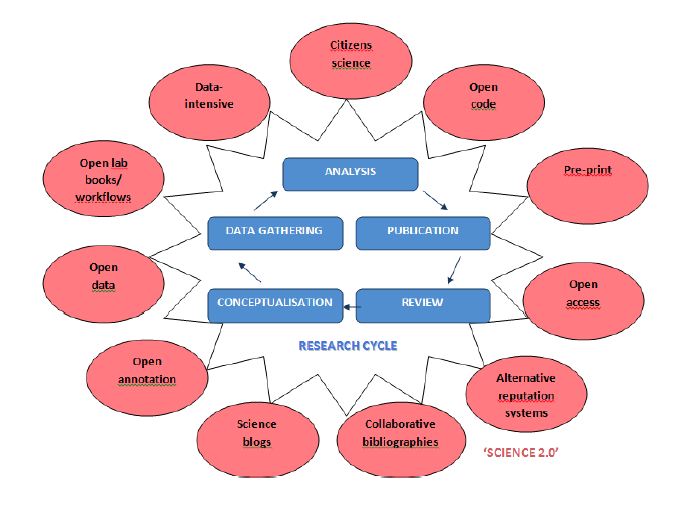 Citizens
science
Data-
intensive
Open
code
Open lab
books/
workflows
ANALYSIS
Pre-print
DATA GATHERING
PUBLICATION
Open
data
CONCEPTUALISATION
REVIEW
Open
access
RESEARCH CYCLE
Open
annotation
Alternative
reputation
systems
Science
blogs
Collaborative
bibliographies
‘SCIENCE 2.0’